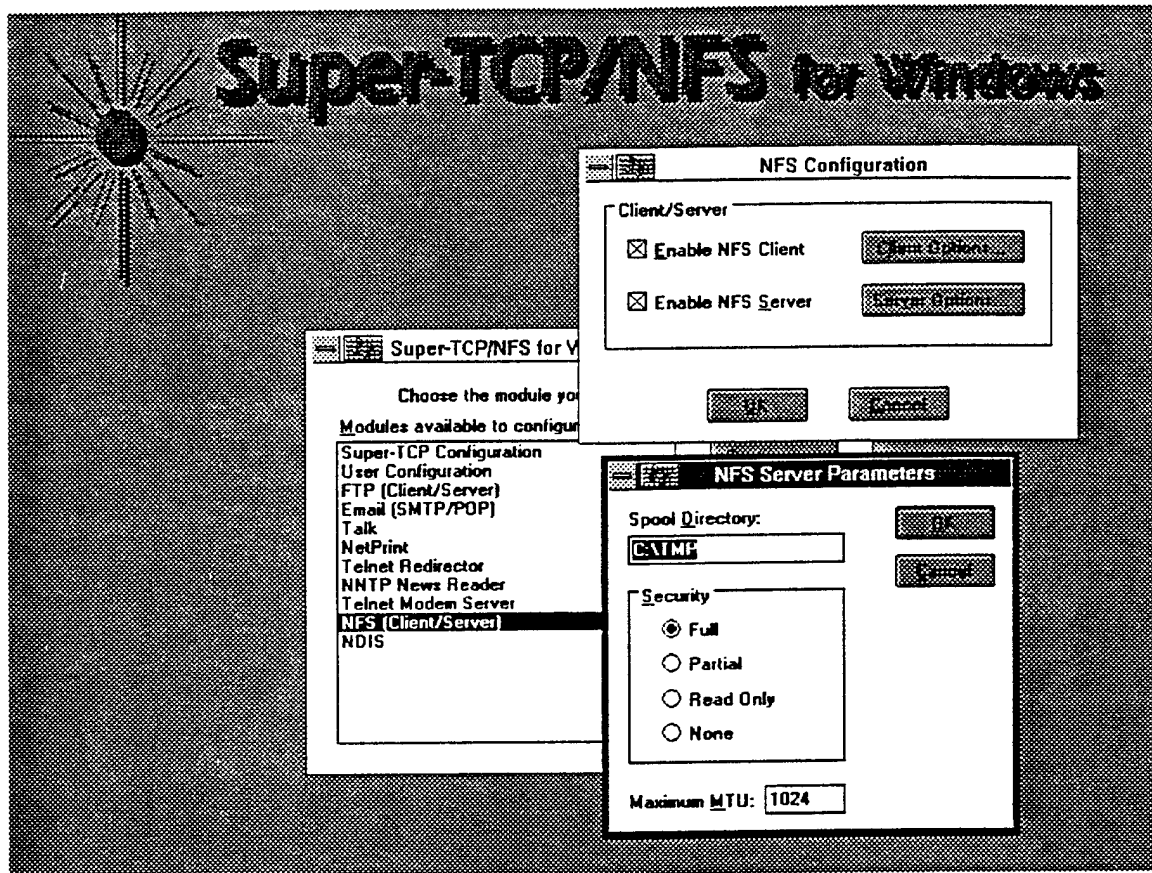 Super-TCP/NFS for Windows
NFS Configuration
Client/Server
Enable NFS Client
Client Options...
Enable NFS Server
Server Options...
OK
Cancel
Super-TCP/NFS for
Choose the module
Modules available to
Super-TCP Configuration
User Configuration
FTP (Client/Server)
Email (SMTP/POP)
Talk
NetPrint
Telnet Redirector
NNTP News Reader
Telnet Modem Server
NFS (Client/Server)
NDIS
NFS Server Parameters
Spool Directory:
C:\TMP
OK
Cancel
Security
Full
Partial
Read Only
None
Maximum MTU: 1024